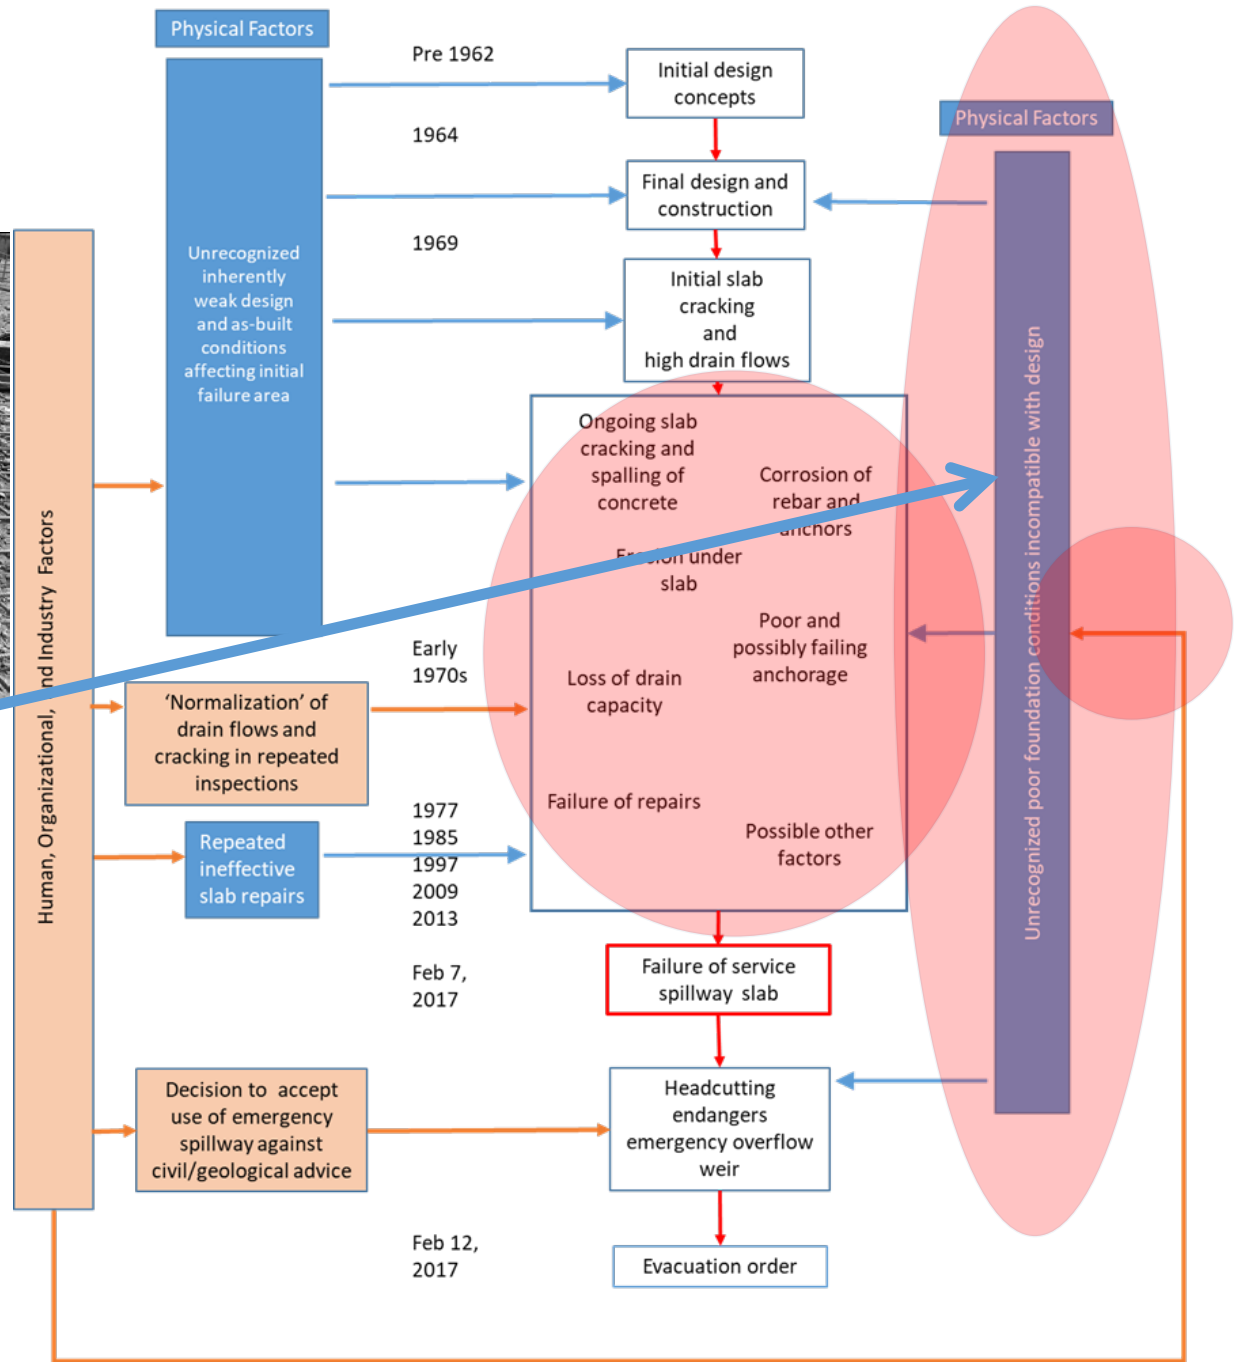 Physical Factors
Pre 1962
Initial design
concepts
Physical Factors
1964
Final design and
construction
1969
Unrecognized
inherently
weak design
and as-built
conditions
affecting initial
failure area
Initial slab
cracking
and
high drain flows
Ongoing slab
cracking and
spalling of
concrete
Corrosion of
rebar and
anchors
Erosion under
slab
Poor and
possibly failing
anchorage
Loss of drain
capacity
Failure of repairs
Possible other
factors
Unrecognized poor foundation conditions incompatible with design
Human, Organizational, and Industry Factors
Early
1970s
‘Normalization’ of
drain flows and
cracking in repeated
inspections
1977
1985
1997
2009
2013
Repeated
ineffective
slab repairs
Feb 7,
2017
Failure of service
spillway slab
Decision to accept
use of emergency
spillway against
civil/geological advice
Headcutting
endangers
emergency overflow
weir
Feb 12,
2017
Evacuation order